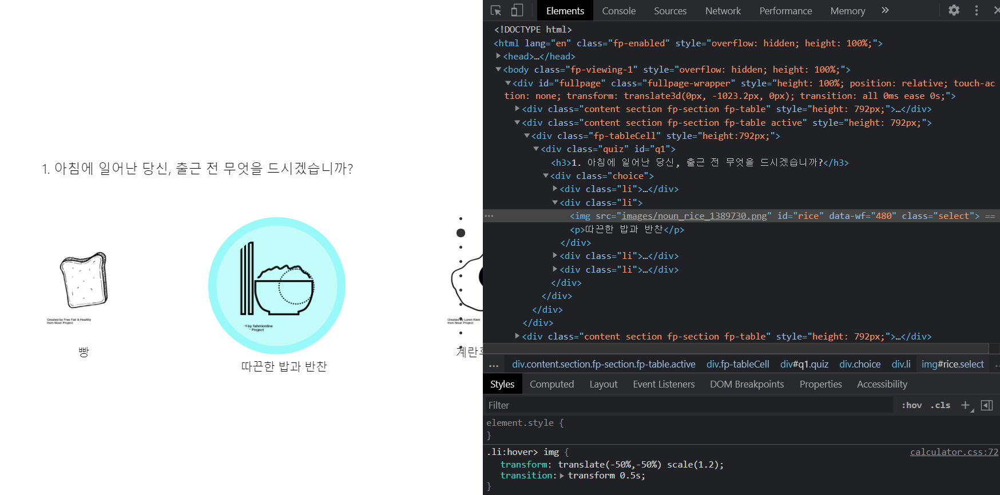 1. 아침에 일어난 당신, 출근 전 무엇을 드시겠습니까?
Created by Free Fair & Healthy
from Noun Project
빵
by fahmionline
Project
따끈한 밥과 반찬
Created by Loren Klein
from Noun Project
계란후
Elements Console Sources Network Performance Memory »
<!DOCTYPE html>
<html lang="en" class="fp-enabled" style="overflow: hidden; height: 100%;">
<head>…</head>
<body class="fp-viewing-1" style="overflow: hidden; height: 100%;">
<div id="fullpage" class="fullpage-wrapper" style="height: 100%; position: relative; touch-ac
tion: none; transform: translate3d(0px, -1023.2px, 0px); transition: all 0ms ease 0s;">
<div class="content section fp-section fp-table" style="height: 792px;">…</div>
<div class="content section fp-section fp-table active" style="height: 792px;">
<div class="fp-tableCell" style="height:792px;">
<div class="quiz" id="q1">
<h3>1. 아침에 일어난 당신, 출근 전 무엇을 드시겠습니까?</h3>
<div class="choice">
<div class="li">…</div>
<div class="li">
<img src="images/noun_rice_1389730.png" id="rice" data-wf="480" class="select"> ==
<p>따끈한 밥과 반찬</p>
</div>
<div class="li">…</div>
<div class="li">…</div>
</div>
</div>
</div>
</div>
<div class="content section fp-section fp-table" style="height: 792px;">…</div>
... div.content.section.fp-section.fp-table.active div.fp-tableCell div#q1.quiz div.choice div.li img#rice.select
Styles Computed Layout Event Listeners DOM Breakpoints Properties Accessibility
Filter :hov .cls +
element.style {
}
.li:hover> img { calculator.css:72
transform: translate(-50%,-50%) scale(1.2);
transition: transform 0.5s;
}